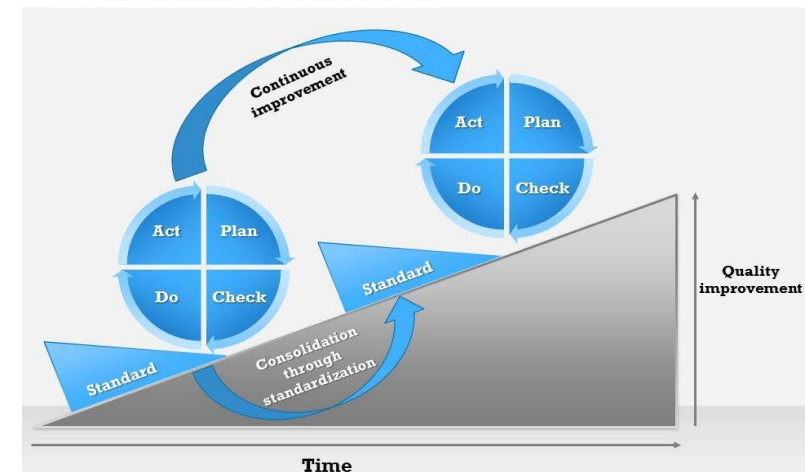 Continuous
improvement
Act
Plan
Do
Check
Act
Plan
Do
Check
Standard
Standard
Consolidation
through
standardization
Quality
improvement
Time